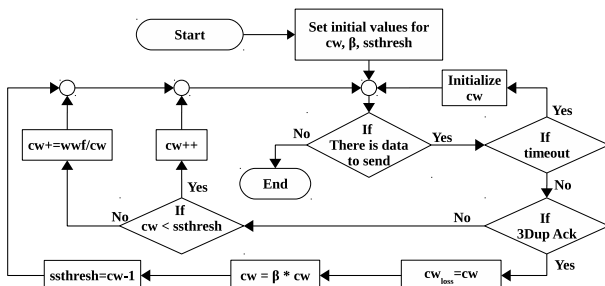 Start
Set initial values for
cw, β, ssthresh
Initialize
cw
Yes
cw+=wwf/cw
cw++
No
If
There is data
to send
Yes
If
timeout
End
Yes
No
No
If
cw < ssthresh
No
If
3Dup Ack
Yes
ssthresh=cw-1
cw = β * cw
cwloss=cw